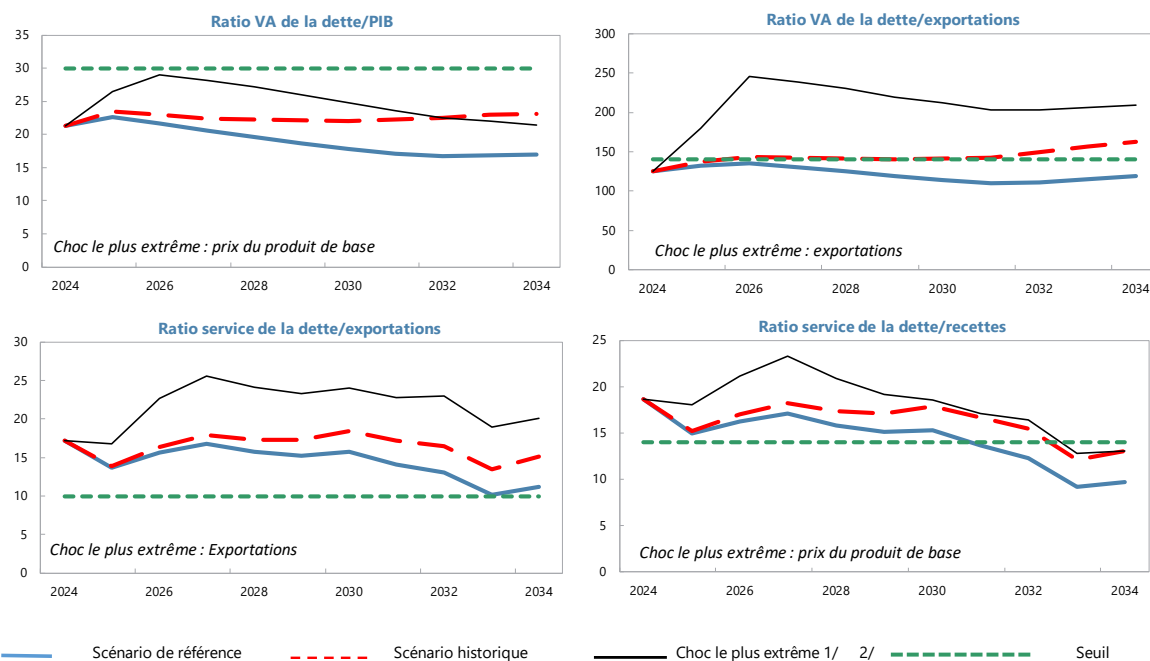 Ratio VA de la dette/PIB
35
30
25
20
15
10
5
0
Choc le plus extrême : prix du produit de base
2024 2026 2028 2030 2032 2034
Ratio VA de la dette/exportations
300
250
200
150
100
50
0
Choc le plus extrême : exportations
2024 2026 2028 2030 2032 2034
Ratio service de la dette/exportations
30
25
20
15
10
5
0
Choc le plus extrême : Exportations
2024 2026 2028 2030 2032 2034
Ratio service de la dette/recettes
25
20
15
10
5
0
Choc le plus extrême : prix du produit de base
2024 2026 2028 2030 2032 2034
Scénario de référence Scénario historique Choc le plus extrême 1/ 2/ Seuil